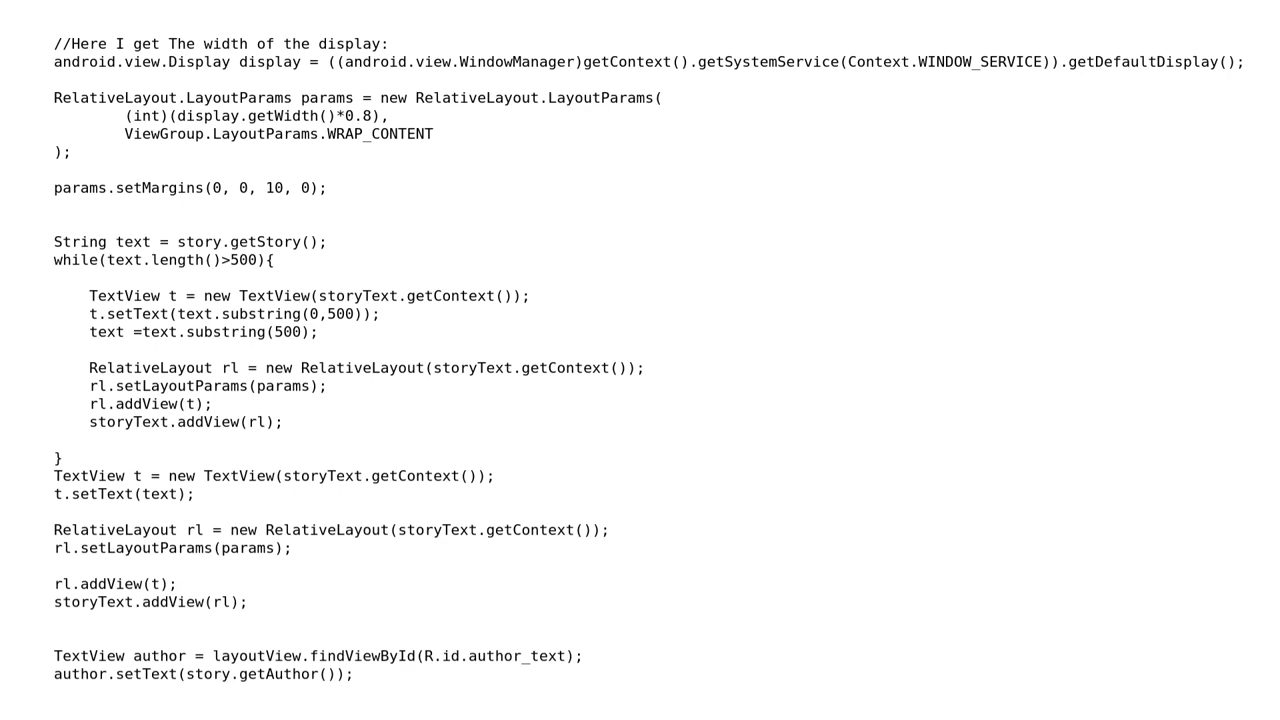 //Here I get The width of the display:
android.view.Display display = ((android.view.WindowManager)getContext().getSystemService(Context.WINDOW_SERVICE)).getDefaultDisplay();
RelativeLayout.LayoutParams params = new RelativeLayout.LayoutParams(
        (int)(display.getWidth()*0.8),
        ViewGroup.LayoutParams.WRAP_CONTENT
);
params.setMargins(0, 0, 10, 0);
String text = story.getStory();
while(text.length()>500){
    TextView t = new TextView(storyText.getContext());
    t.setText(text.substring(0,500));
    text =text.substring(500);
    RelativeLayout rl = new RelativeLayout(storyText.getContext());
    rl.setLayoutParams(params);
    rl.addView(t);
    storyText.addView(rl);
}
TextView t = new TextView(storyText.getContext());
t.setText(text);
RelativeLayout rl = new RelativeLayout(storyText.getContext());
rl.setLayoutParams(params);
rl.addView(t);
storyText.addView(rl);
TextView author = layoutView.findViewById(R.id.author_text);
author.setText(story.getAuthor());